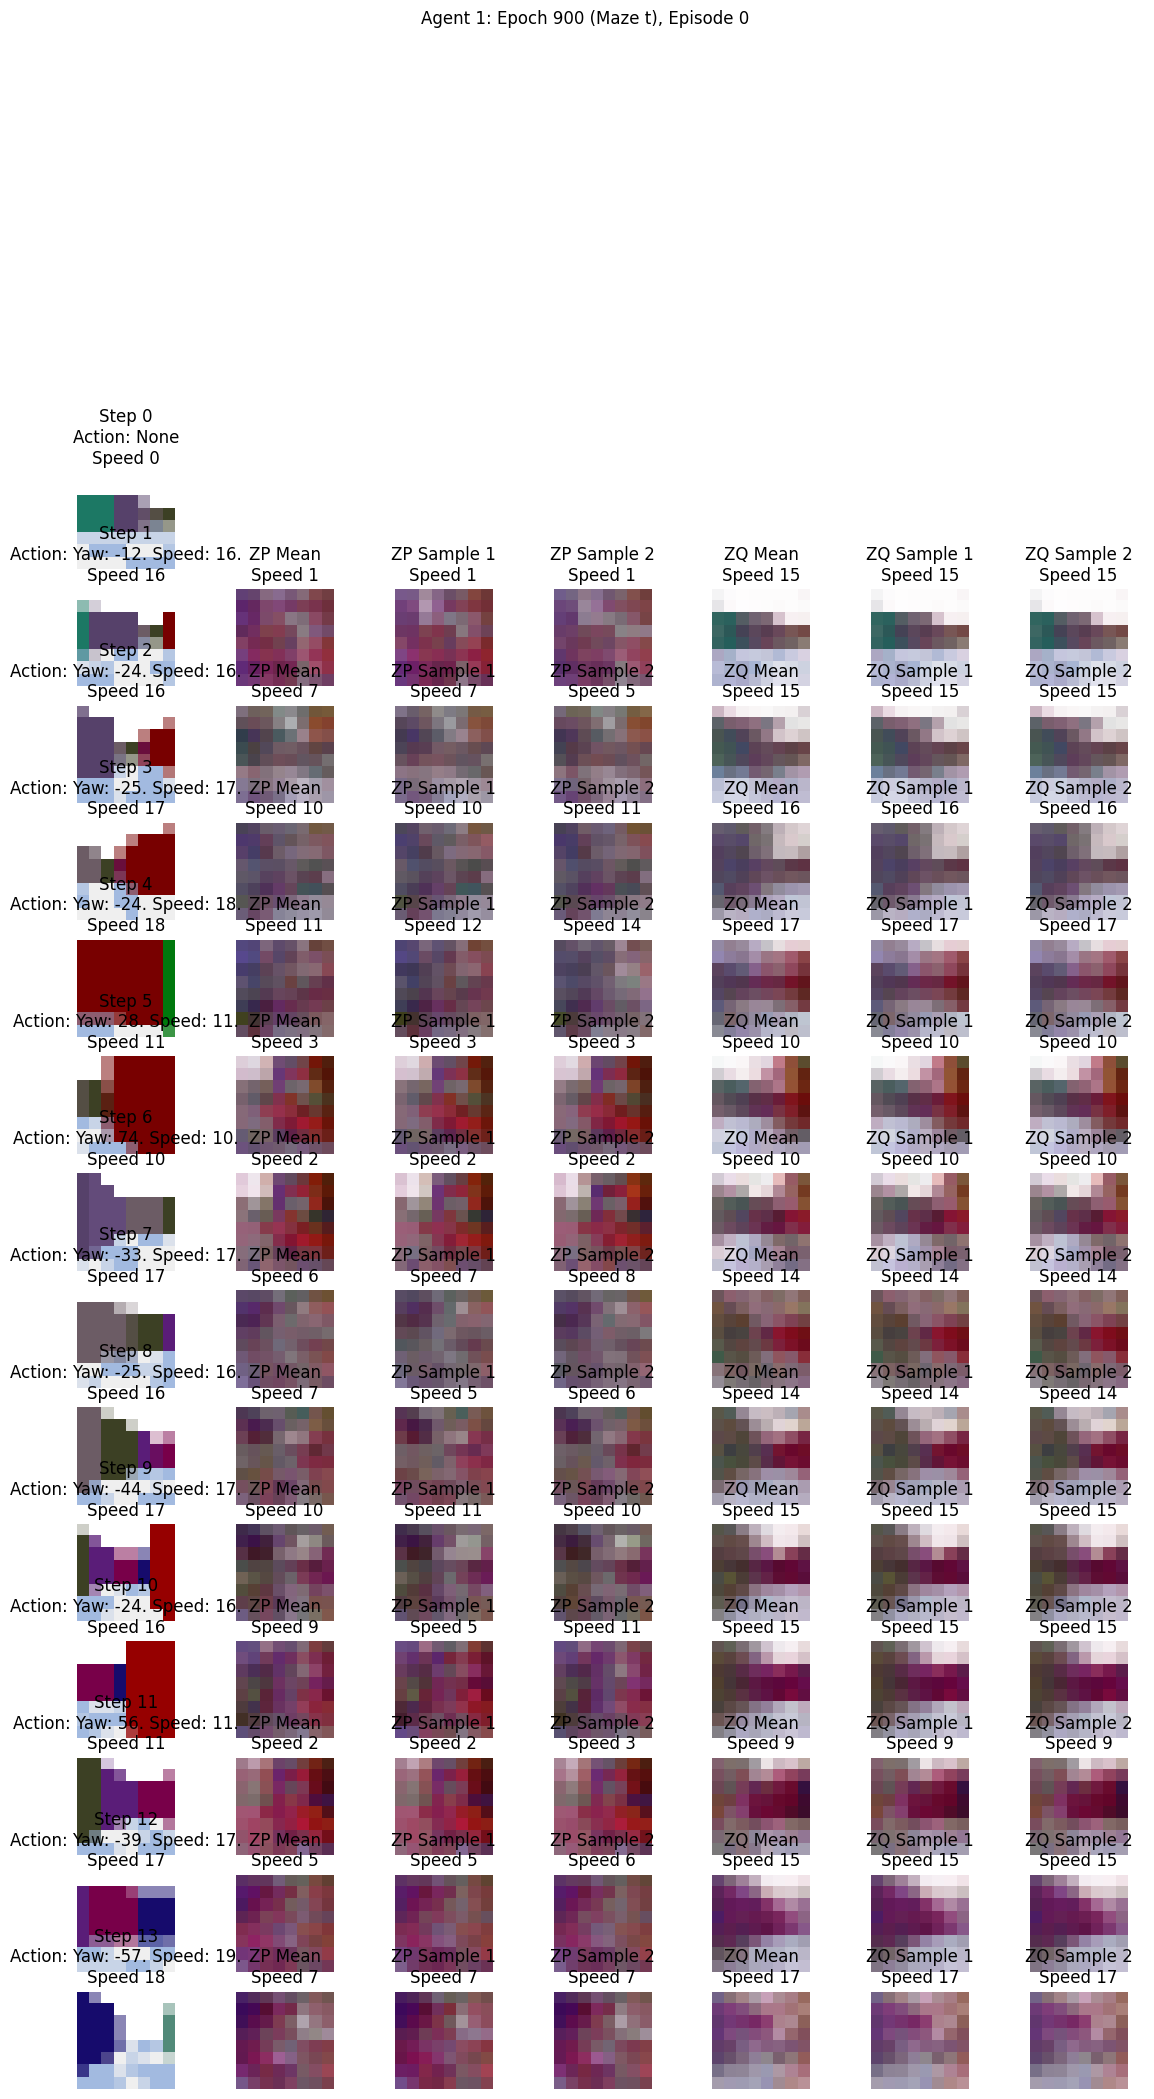 Agent 1: Epoch 900 (Maze t), Episode 0
Step 0
Action: None
Speed 0
Step 1
Action: Yaw: -12. Speed: 16. ZP Mean ZP Sample 1 ZP Sample 2 ZQ Mean ZQ Sample 1 ZQ Sample 2
Speed 16 Speed 1 Speed 1 Speed 1 Speed 15 Speed 15 Speed 15
Step 2
Action: Yaw: -24. Speed: 16. ZP Mean ZP Sample 1 ZP Sample 2 ZQ Mean ZQ Sample 1 ZQ Sample 2
Speed 16 Speed 7 Speed 7 Speed 5 Speed 15 Speed 15 Speed 15
Step 3
Action: Yaw: -25. Speed: 17. ZP Mean ZP Sample 1 ZP Sample 2 ZQ Mean ZQ Sample 1 ZQ Sample 2
Speed 17 Speed 10 Speed 10 Speed 11 Speed 16 Speed 16 Speed 16
Step 4
Action: Yaw: -24. Speed: 18. ZP Mean ZP Sample 1 ZP Sample 2 ZQ Mean ZQ Sample 1 ZQ Sample 2
Speed 18 Speed 11 Speed 12 Speed 14 Speed 17 Speed 17 Speed 17
Step 5
Action: Yaw: 28. Speed: 11. ZP Mean ZP Sample 1 ZP Sample 2 ZQ Mean ZQ Sample 1 ZQ Sample 2
Speed 11 Speed 3 Speed 3 Speed 3 Speed 10 Speed 10 Speed 10
Step 6
Action: Yaw: 74. Speed: 10. ZP Mean ZP Sample 1 ZP Sample 2 ZQ Mean ZQ Sample 1 ZQ Sample 2
Speed 10 Speed 2 Speed 2 Speed 2 Speed 10 Speed 10 Speed 10
Step 7
Action: Yaw: -33. Speed: 17. ZP Mean ZP Sample 1 ZP Sample 2 ZQ Mean ZQ Sample 1 ZQ Sample 2
Speed 17 Speed 6 Speed 7 Speed 8 Speed 14 Speed 14 Speed 14
Step 8
Action: Yaw: -25. Speed: 16. ZP Mean ZP Sample 1 ZP Sample 2 ZQ Mean ZQ Sample 1 ZQ Sample 2
Speed 16 Speed 7 Speed 5 Speed 6 Speed 14 Speed 14 Speed 14
Step 9
Action: Yaw: -44. Speed: 17. ZP Mean ZP Sample 1 ZP Sample 2 ZQ Mean ZQ Sample 1 ZQ Sample 2
Speed 17 Speed 10 Speed 11 Speed 10 Speed 15 Speed 15 Speed 15
Step 10
Action: Yaw: -24. Speed: 16. ZP Mean ZP Sample 1 ZP Sample 2 ZQ Mean ZQ Sample 1 ZQ Sample 2
Speed 16 Speed 9 Speed 5 Speed 11 Speed 15 Speed 15 Speed 15
Step 11
Action: Yaw: 56. Speed: 11. ZP Mean ZP Sample 1 ZP Sample 2 ZQ Mean ZQ Sample 1 ZQ Sample 2
Speed 11 Speed 2 Speed 2 Speed 3 Speed 9 Speed 9 Speed 9
Step 12
Action: Yaw: -39. Speed: 17. ZP Mean ZP Sample 1 ZP Sample 2 ZQ Mean ZQ Sample 1 ZQ Sample 2
Speed 17 Speed 5 Speed 5 Speed 6 Speed 15 Speed 15 Speed 15
Step 13
Action: Yaw: -57. Speed: 19. ZP Mean ZP Sample 1 ZP Sample 2 ZQ Mean ZQ Sample 1 ZQ Sample 2
Speed 18 Speed 7 Speed 7 Speed 7 Speed 17 Speed 17 Speed 17